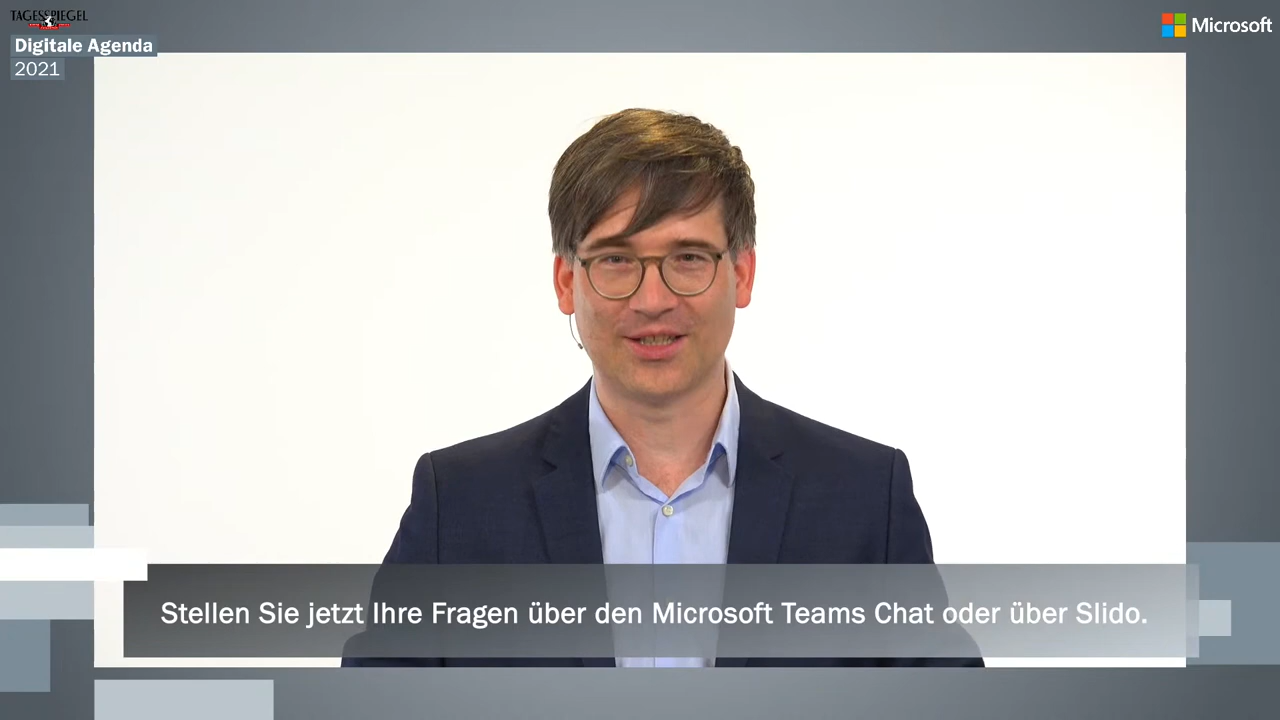 TAGESSPIEGEL
Microsoft
Digitale Agenda
2021
Stellen Sie jetzt Ihre Fragen über den Microsoft Teams Chat oder über Slido.